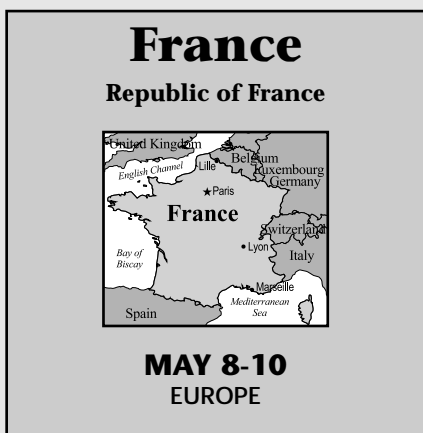 France
Republic of France
United Kingdom
Belgium
Lille
English Channel
Luxembourg
Germany
Paris
France
Switzerland
Lyon
Bay of
Biscay
Italy
Marseille
Mediterranean
Sea
Spain
MAY 8-10
EUROPE